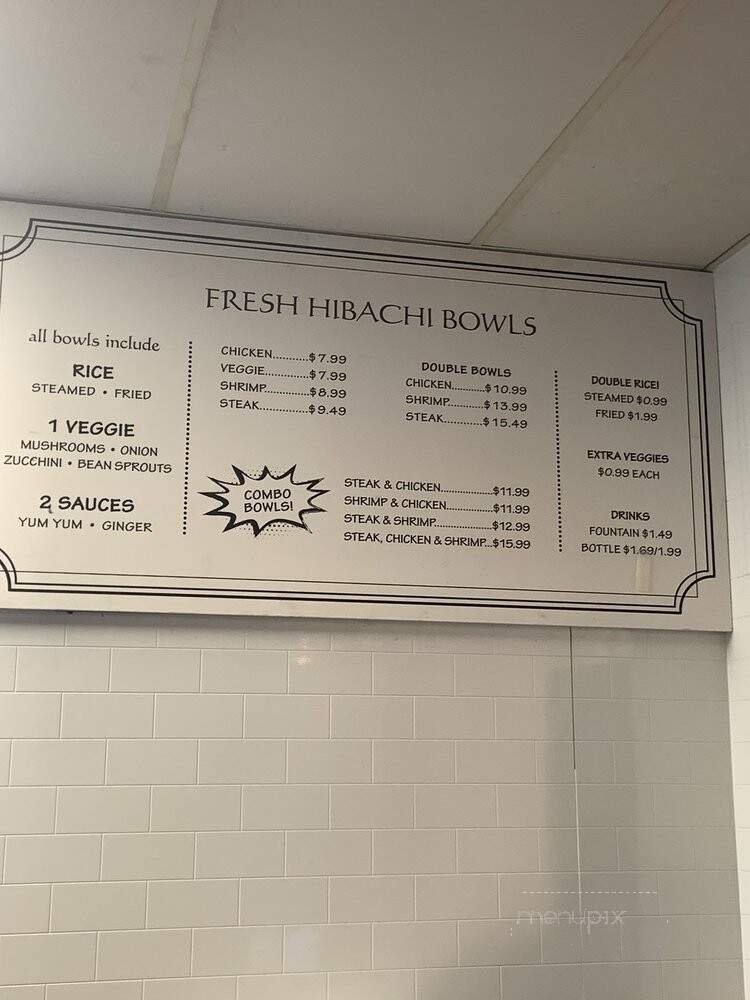 FRESH HIBACHI BOWLS
all bowls include
RICE
STEAMED • FRIED
1 VEGGIE
MUSHROOMS • ONION
ZUCCHINI • BEAN SPROUTS
2 SAUCES
YUM YUM • GINGER
CHICKEN...........$7.99
VEGGIE..............$7.99
SHRIMP.............$8.99
STEAK...............$9.49
DOUBLE BOWLS
CHICKEN...........$10.99
SHRIMP............$13.99
STEAK...............$15.49
COMBO
BOWLS!
STEAK & CHICKEN.................$11.99
SHRIMP & CHICKEN...............$11.99
STEAK & SHRIMP....................$12.99
STEAK, CHICKEN & SHRIMP...$15.99
DOUBLE RICE!
STEAMED $0.99
FRIED $1.99
EXTRA VEGGIES
$0.99 EACH
DRINKS
FOUNTAIN $1.49
BOTTLE $1.69/1.99
menupix